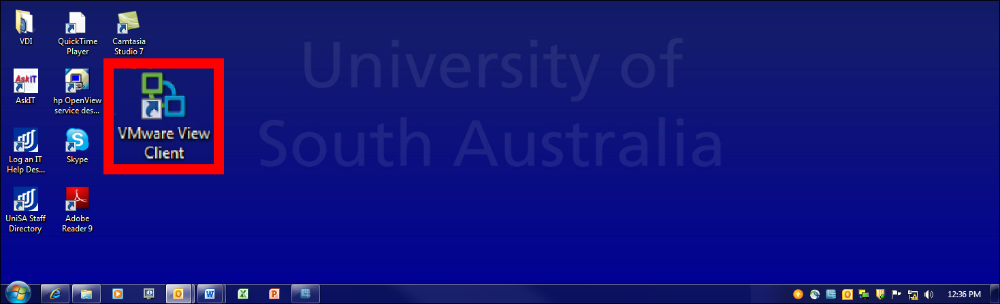 VDI
QuickTime
Player
Camtasia
Studio 7
AskIT
AskIT
hp OpenView
service des...
VMware View
Client
Log an IT
Help Des...
Skype
UniSA Staff
Directory
Adobe
Reader 9
University of
South Australia
12:36 PM